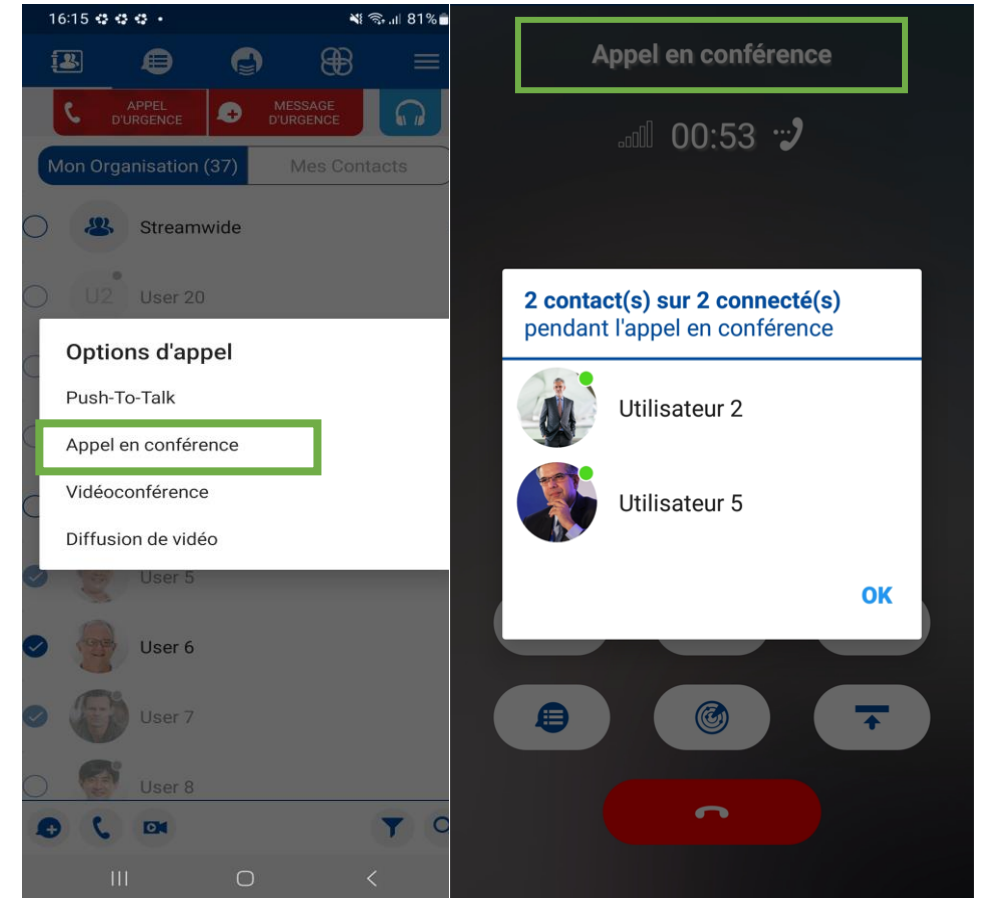 16:15
81%
APPEL
D'URGENCE
MESSAGE
D'URGENCE
Mon Organisation (37)
Mes Contacts
Streamwide
U2
User 20
Options d'appel
Push-To-Talk
Appel en conférence
Vidéoconférence
Diffusion de vidéo
User 5
User 6
User 7
User 8
Appel en conférence
00:53
2 contact(s) sur 2 connecté(s)
pendant l'appel en conférence
Utilisateur 2
Utilisateur 5
OK